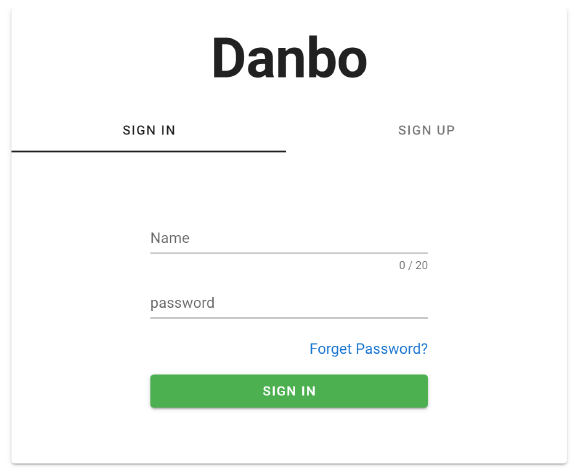 Danbo
SIGN IN SIGN UP
Name
0 / 20
password
Forget Password?
SIGN IN